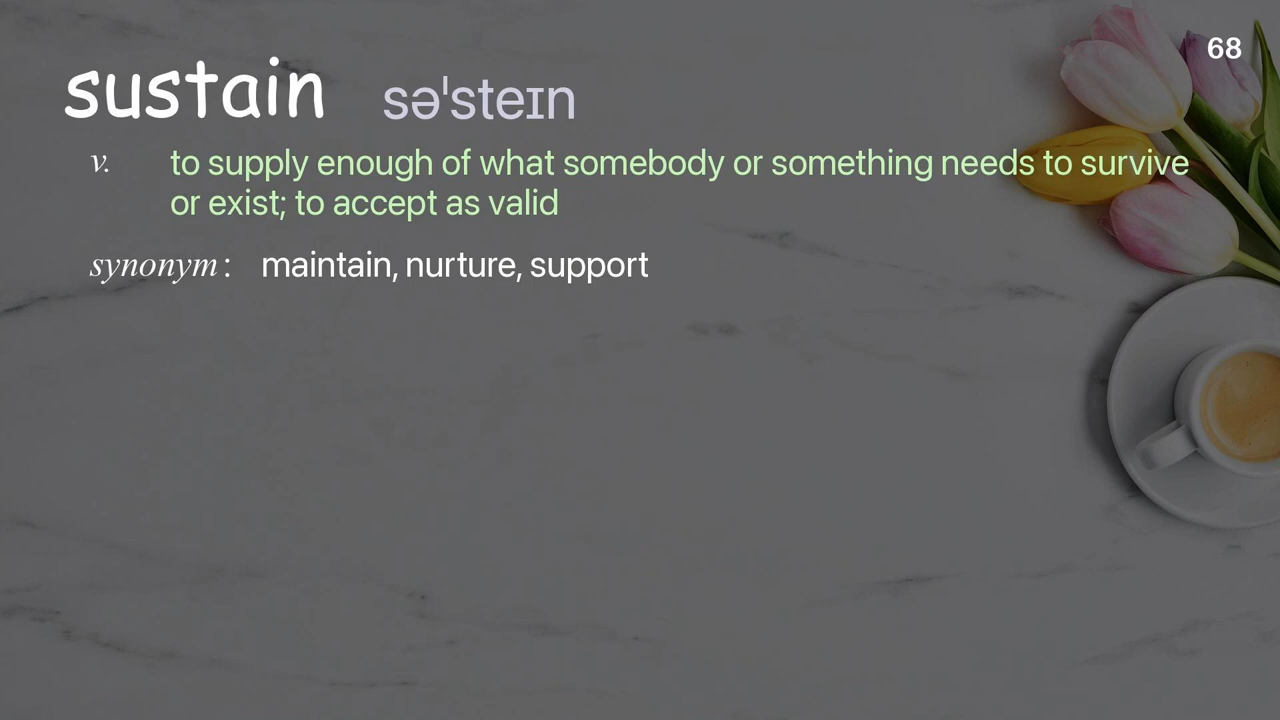 68
sustain səˈsteɪn
v. to supply enough of what somebody or something needs to survive
or exist; to accept as valid
synonym : maintain, nurture, support